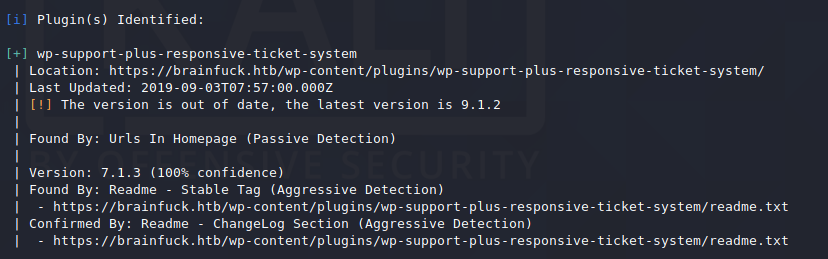 [i] Plugin(s) Identified:
[+] wp-support-plus-responsive-ticket-system
| Location: https://brainfuck.htb/wp-content/plugins/wp-support-plus-responsive-ticket-system/
| Last Updated: 2019-09-03T07:57:00.000Z
| [!] The version is out of date, the latest version is 9.1.2
|
| Found By: Urls In Homepage (Passive Detection)
|
| Version: 7.1.3 (100% confidence)
| Found By: Readme - Stable Tag (Aggressive Detection)
|  - https://brainfuck.htb/wp-content/plugins/wp-support-plus-responsive-ticket-system/readme.txt
| Confirmed By: Readme - ChangeLog Section (Aggressive Detection)
|  - https://brainfuck.htb/wp-content/plugins/wp-support-plus-responsive-ticket-system/readme.txt
BY OFFENSIVE SECURITY